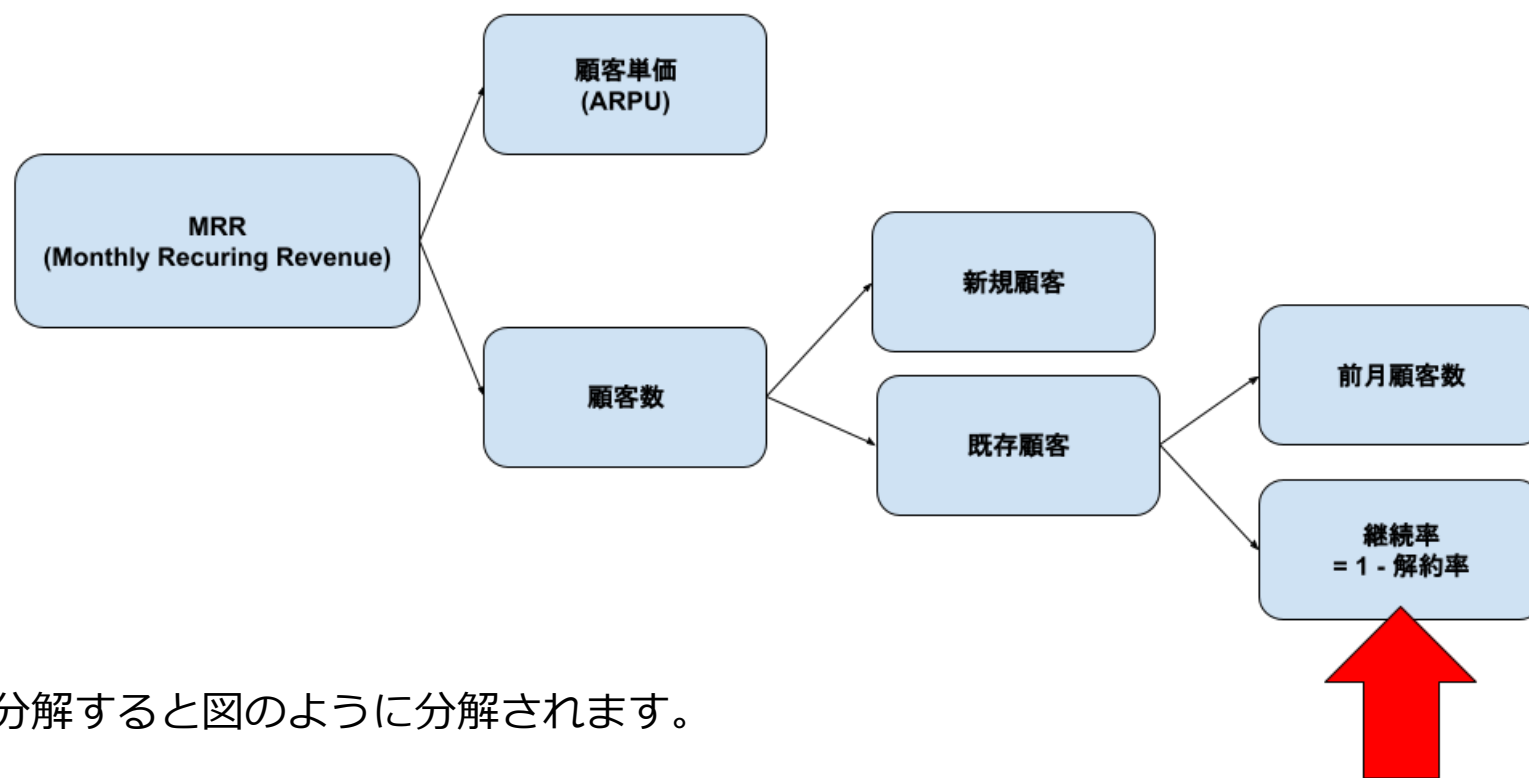 顧客単価
(ARPU)
MRR
(Monthly Recuring Revenue)
新規顧客
前月顧客数
顧客数
既存顧客
継続率
= 1 - 解約率
分解すると図のように分解されます。